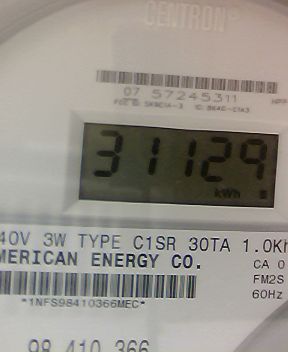 CENTRON®
07 57245311
31129
kWh
40V 3W TYPE C1SR 30TA 1.0Kh
MERICAN ENERGY CO.
CA 0
FM2S
60Hz
*1NFS98410366MEC*
98 410 366